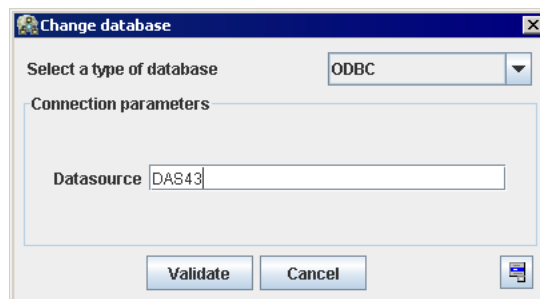 Change database
Select a type of database ODBC
Connection parameters
Datasource DAS43
Validate Cancel